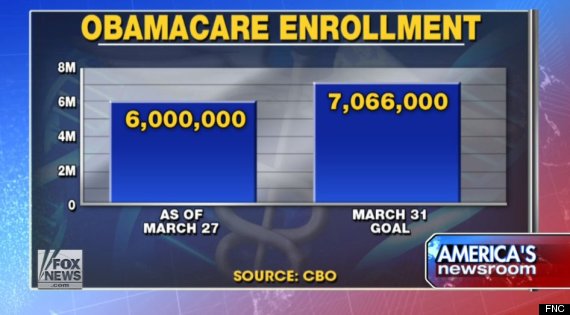 OBAMACARE ENROLLMENT
8M
6M
4M
2M
0
6,000,000
7,066,000
AS OF
MARCH 27
MARCH 31
GOAL
SOURCE: CBO
FOX
NEWS
.com
AMERICA'S
newsroom
FNC